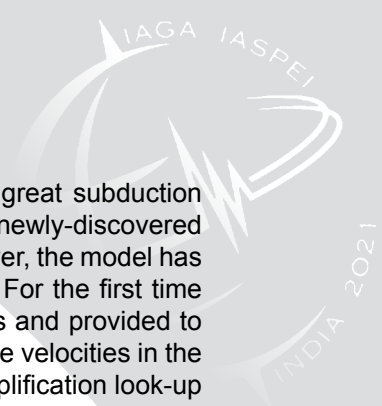 IAGA IASPEI
INDIA 2021
great subduction
newly-discovered
er, the model has
For the first time
s and provided to
e velocities in the
plification look-up